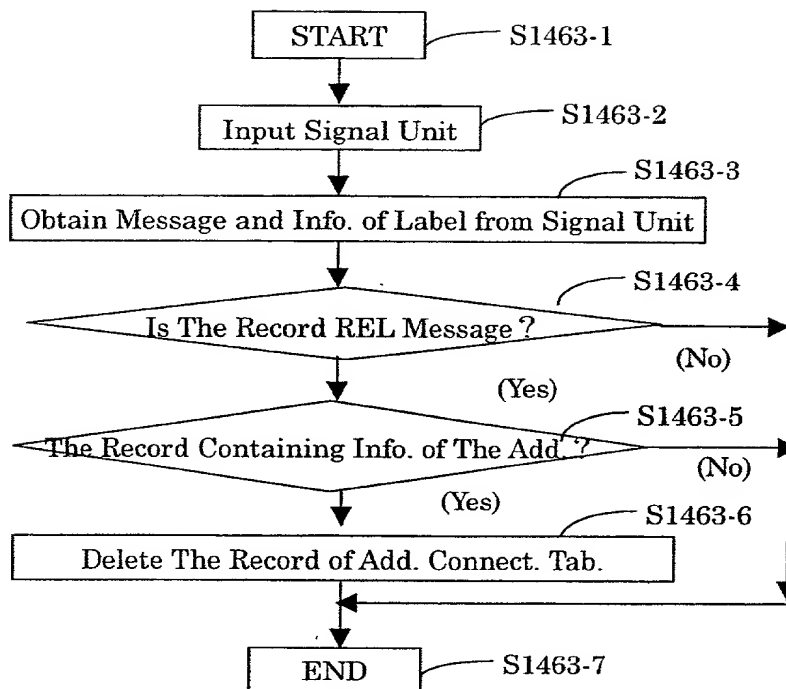 START
S1463-1
Input Signal Unit
S1463-2
S1463-3
Obtain Message and Info. of Label from Signal Unit
S1463-4
Is The Record REL Message ?
(No)
(Yes)
S1463-5
The Record Containing Info. of The Add. ?
(No)
(Yes)
S1463-6
Delete The Record of Add. Connect. Tab.
END
S1463-7